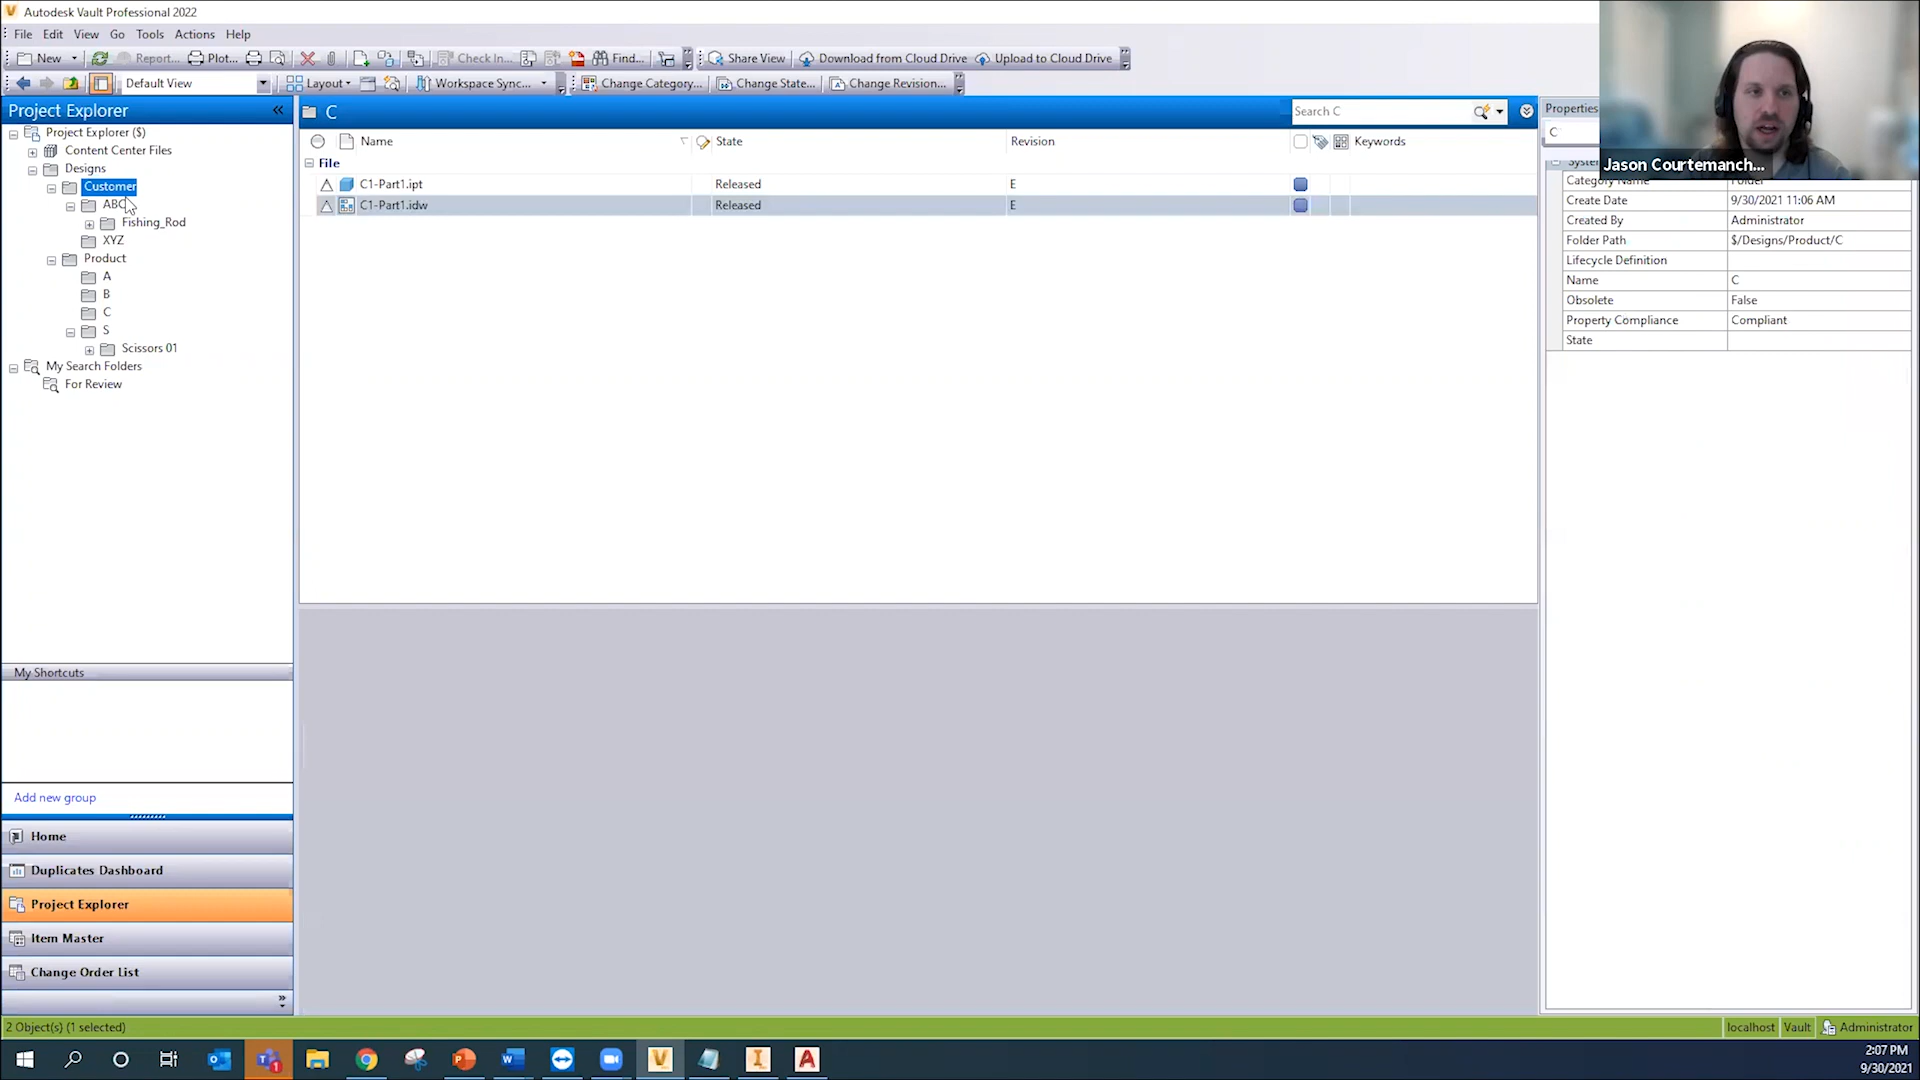 Autodesk Vault Professional 2022
File Edit View Go Tools Actions Help
New Report... Plot... Check In... Find... Share View Download from Cloud Drive Upload to Cloud Drive
Default View Layout Workspace Sync... Change Category... Change State... Change Revision...
Project Explorer «
Project Explorer ($)
Content Center Files
Designs
Customer
ABC
Fishing_Rod
XYZ
Product
A
B
C
S
Scissors 01
My Search Folders
For Review
My Shortcuts
Add new group
Home
Duplicates Dashboard
Project Explorer
Item Master
Change Order List
C
Search C
Name State Revision Keywords
File
C1-Part1.ipt Released E
C1-Part1.idw Released E
Properties
C
Jason Courtemanch...
System
Category Name Folder
Create Date 9/30/2021 11:06 AM
Created By Administrator
Folder Path $/Designs/Product/C
Lifecycle Definition
Name C
Obsolete False
Property Compliance Compliant
State
2 Object(s) (1 selected)
localhost Vault Administrator
2:07 PM
9/30/2021